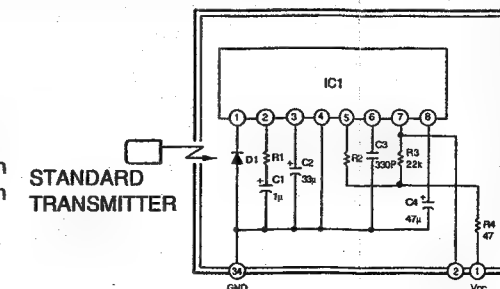 IC1
1 2 3 4 5 6 7 8
D1
R1
C1
1μ
C2
33μ
R2
C3
330P
R3
22k
C4
47μ
R4
47
n
n
STANDARD
TRANSMITTER
34
GND
2
1
Vcc